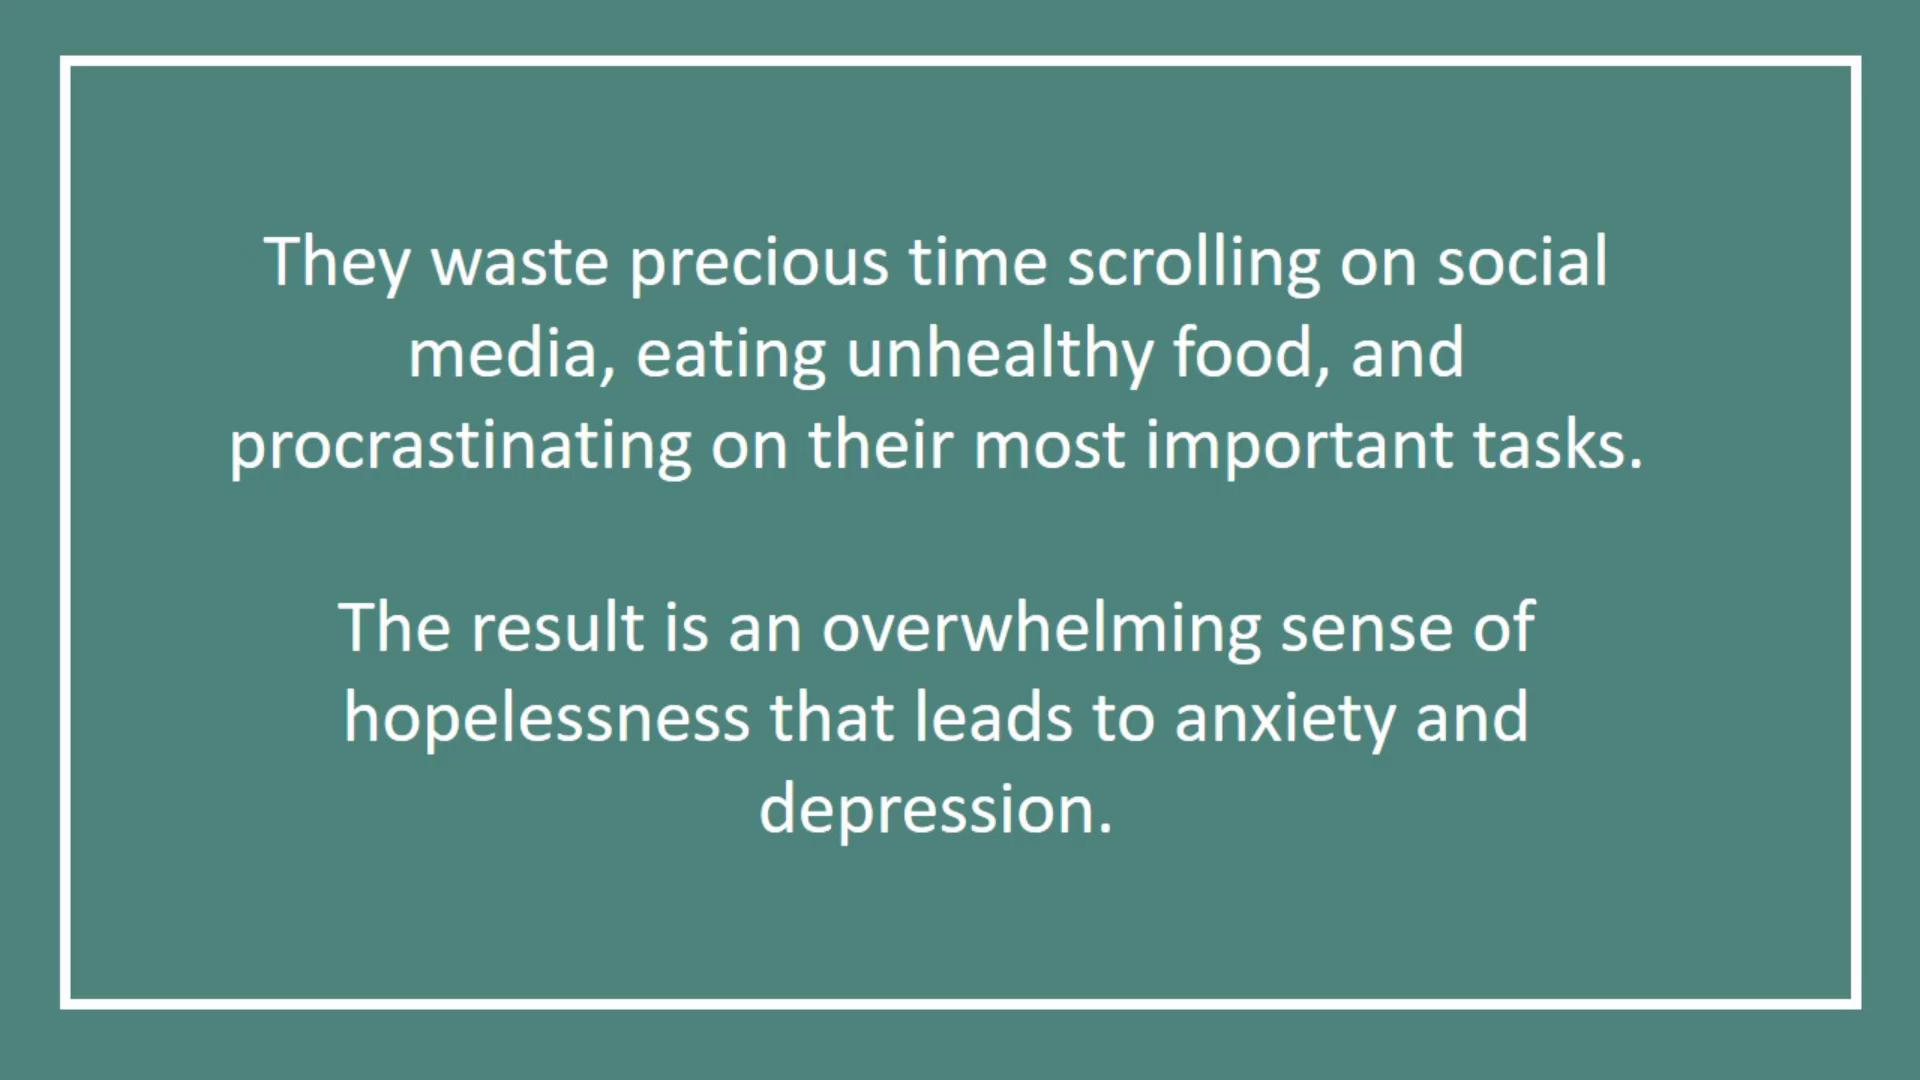 They waste precious time scrolling on social
media, eating unhealthy food, and
procrastinating on their most important tasks.
The result is an overwhelming sense of
hopelessness that leads to anxiety and
depression.